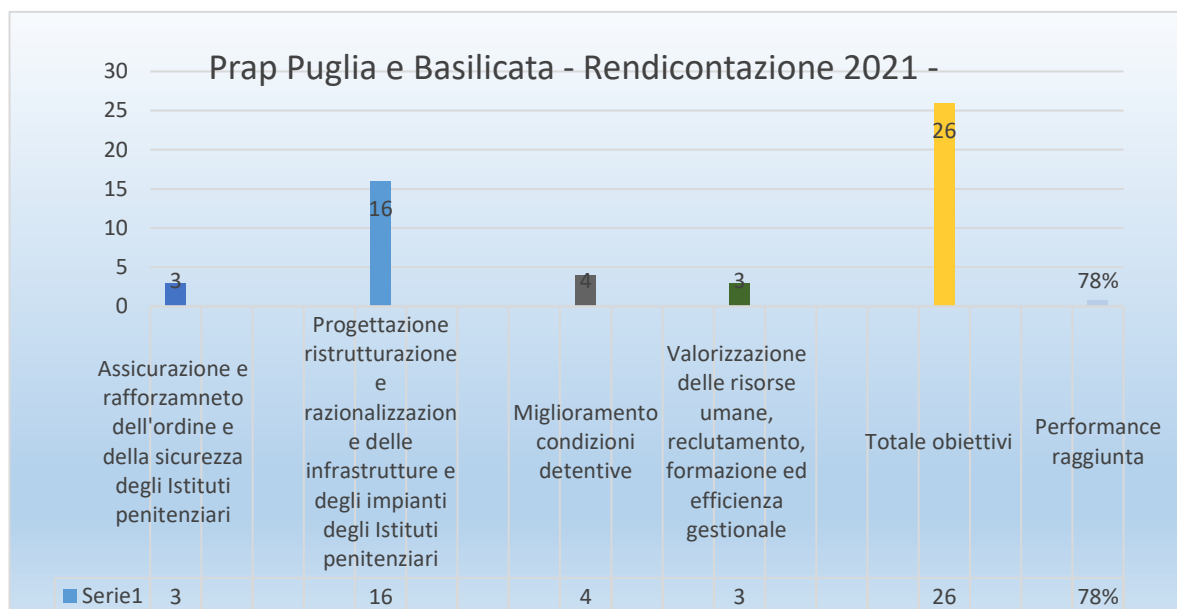 Prap Puglia e Basilicata - Rendicontazione 2021 -
30
25
20
15
10
5
0
3
16
4
3
26
78%
Assicurazione e
rafforzamneto
dell'ordine e
della sicurezza
degli Istituti
penitenziari
Progettazione
ristrutturazione
e
razionalizzazion
e delle
infrastrutture e
degli impianti
degli Istituti
penitenziari
Miglioramento
condizioni
detentive
Valorizzazione
delle risorse
umane,
reclutamento,
formazione ed
efficienza
gestionale
Totale obiettivi
Performance
raggiunta
Serie1 3 16 4 3 26 78%